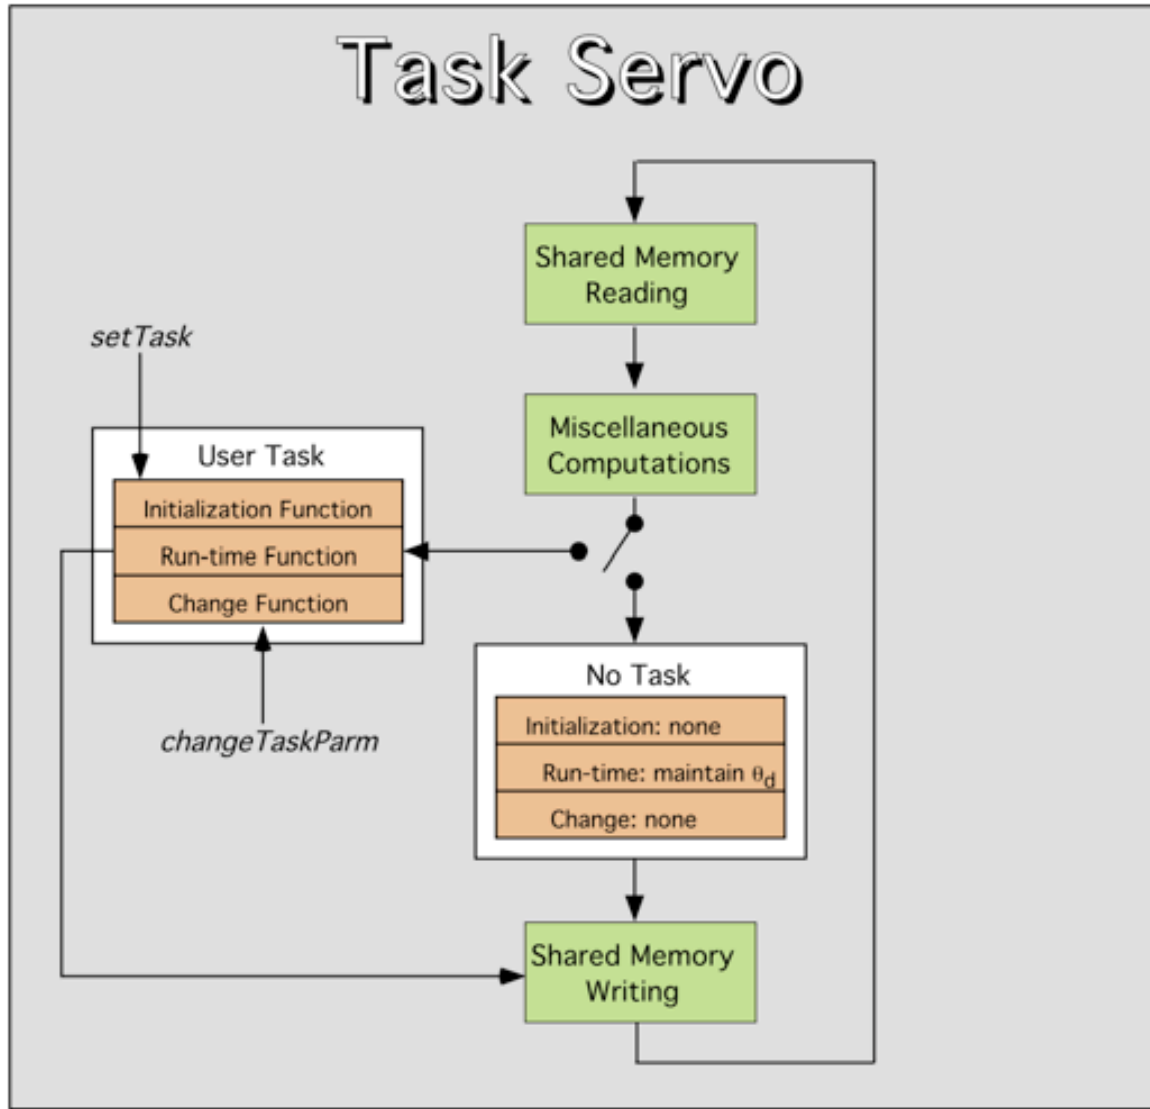 Task Servo
Shared Memory
Reading
setTask
Miscellaneous
Computations
User Task
Initialization Function
Run-time Function
Change Function
changeTaskParm
No Task
Initialization: none
Run-time: maintain θd
Change: none
Shared Memory
Writing